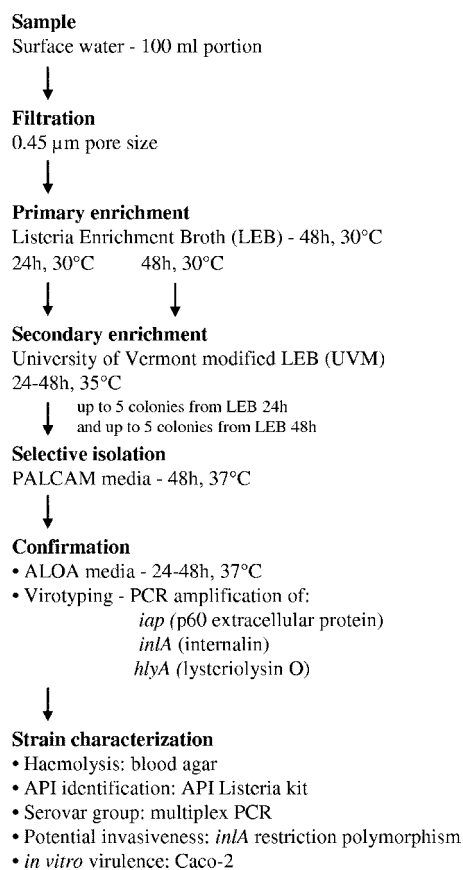 Sample
Surface water - 100 ml portion
Filtration
0.45 µm pore size
Primary enrichment
Listeria Enrichment Broth (LEB) - 48h, 30°C
24h, 30°C 48h, 30°C
Secondary enrichment
University of Vermont modified LEB (UVM)
24-48h, 35°C
up to 5 colonies from LEB 24h
and up to 5 colonies from LEB 48h
Selective isolation
PALCAM media - 48h, 37°C
Confirmation
• ALOA media - 24-48h, 37°C
• Virotyping - PCR amplification of:
iap (p60 extracellular protein)
inlA (internalin)
hlyA (lysteriolysin O)
Strain characterization
• Haemolysis: blood agar
• API identification: API Listeria kit
• Serovar group: multiplex PCR
• Potential invasiveness: inlA restriction polymorphism
• in vitro virulence: Caco-2